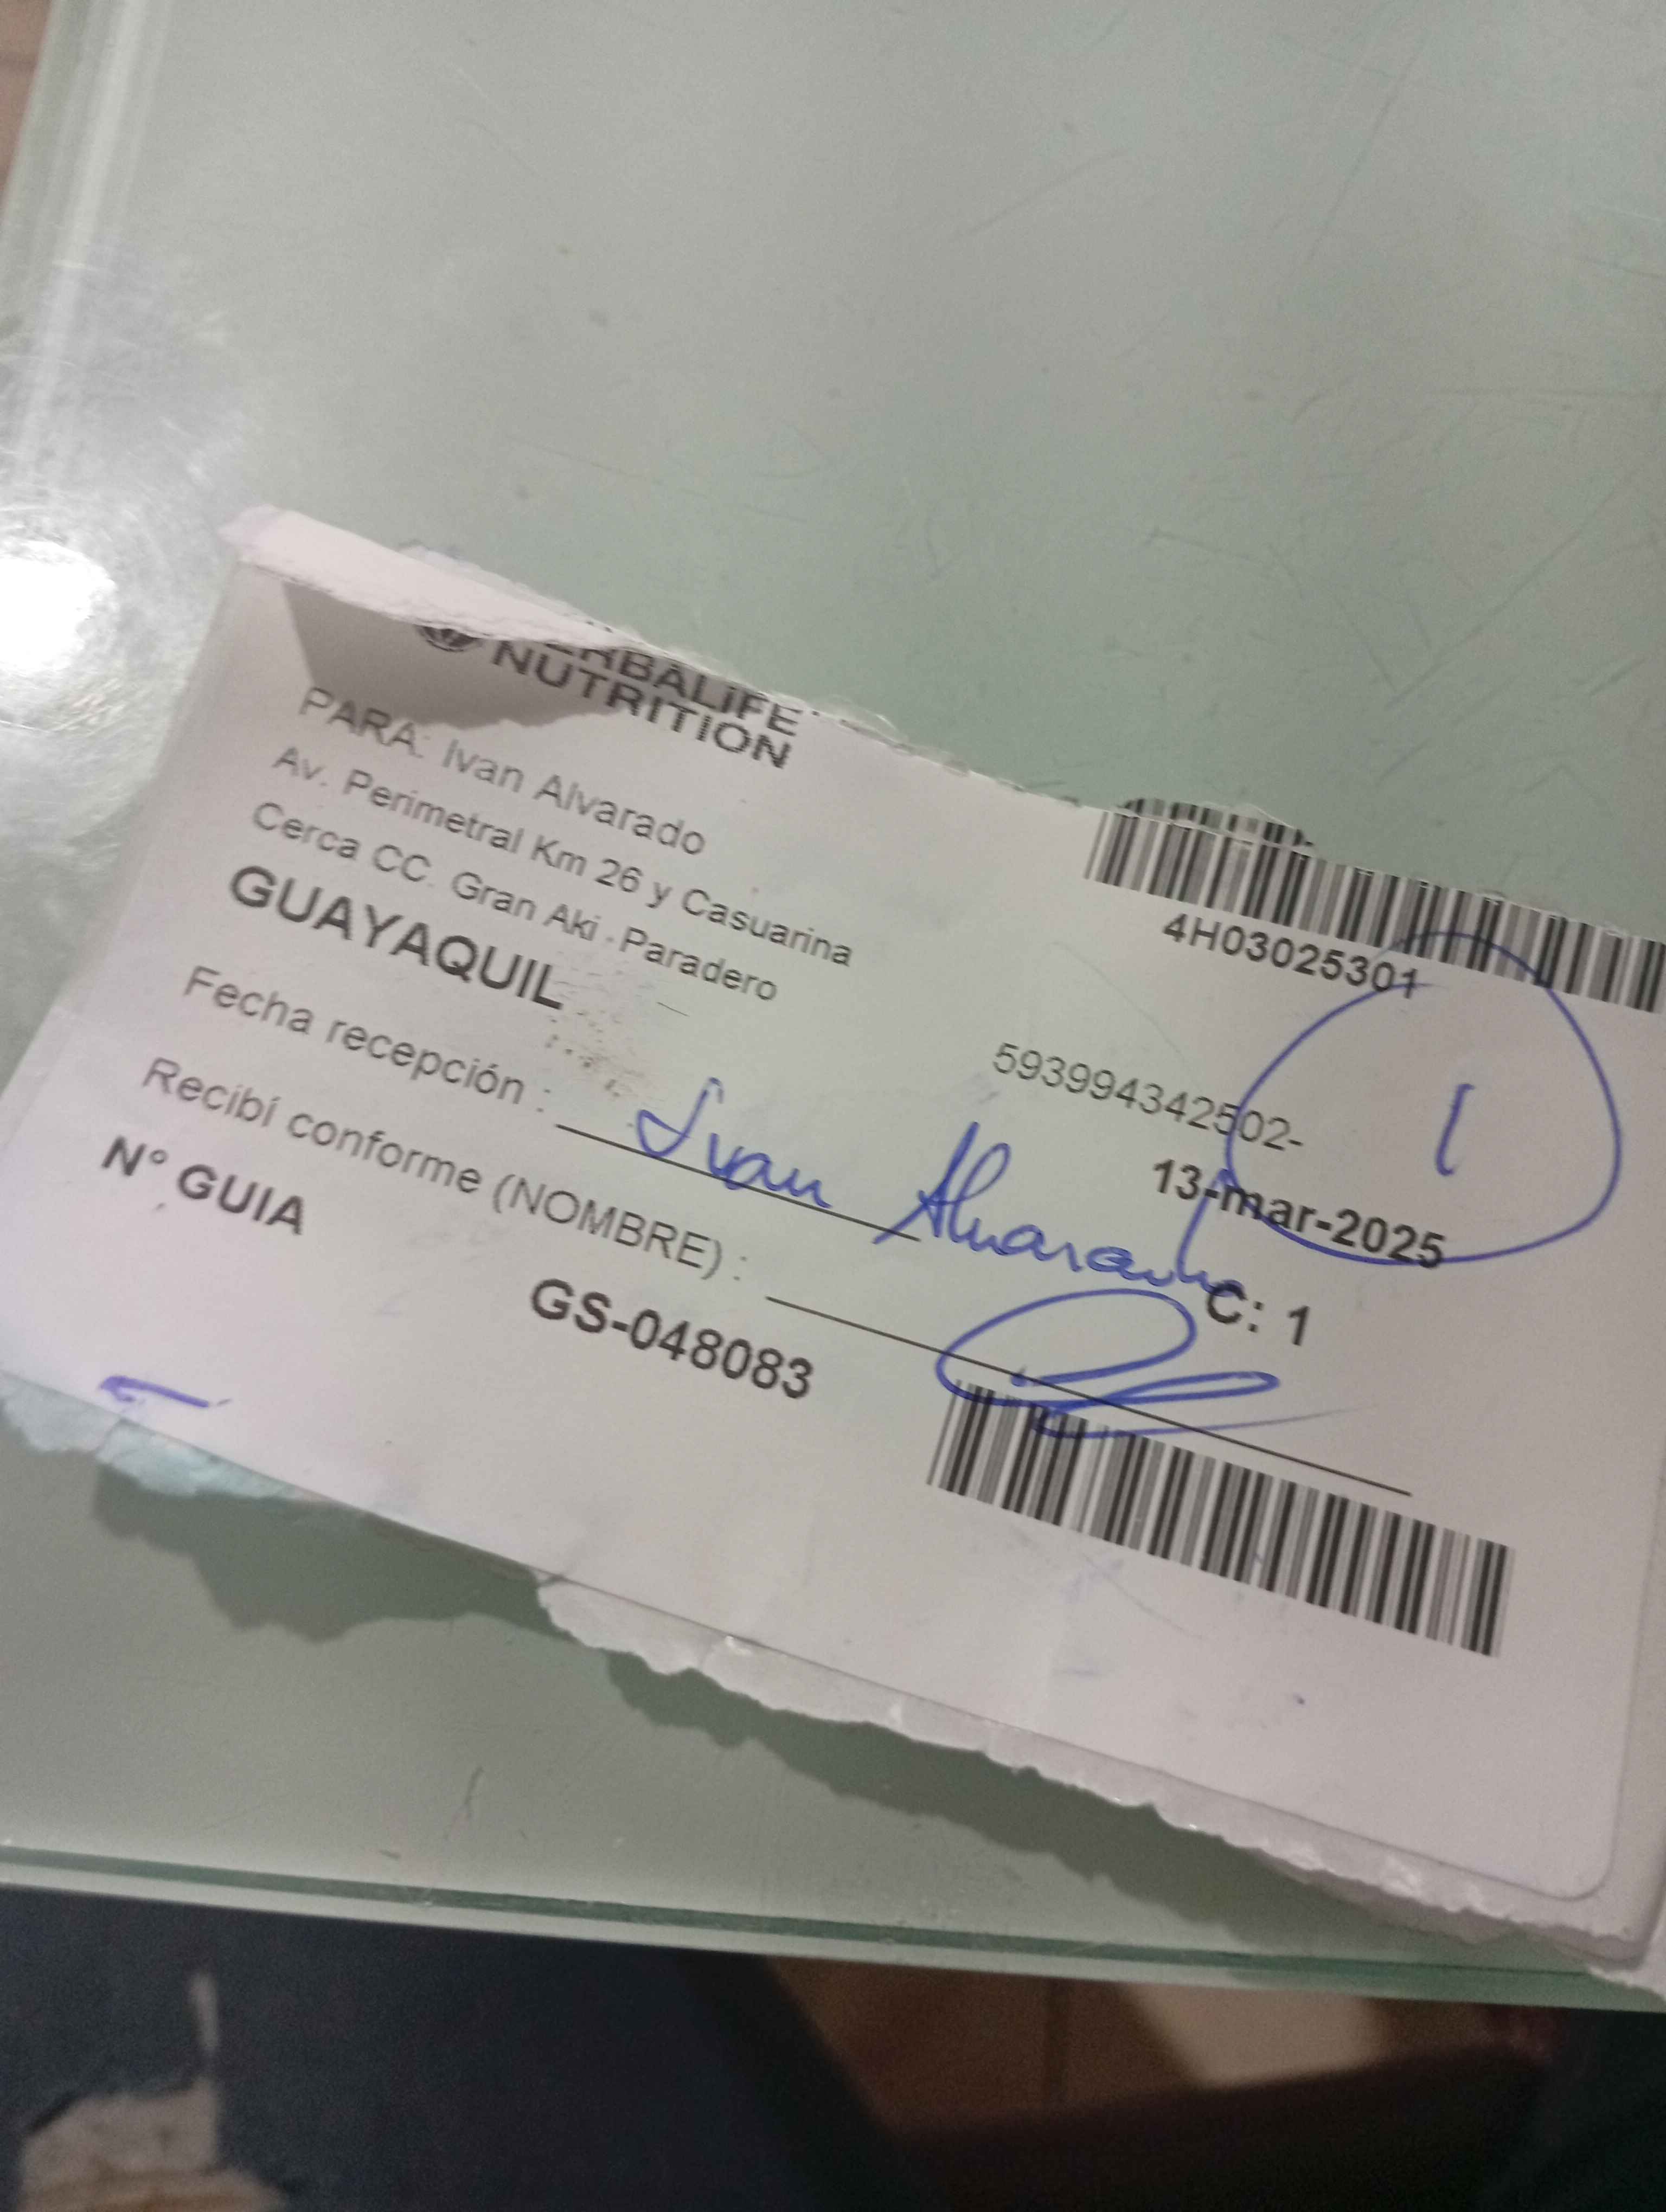 HERBALIFE
NUTRITION
PARA: Ivan Alvarado
Av. Perimetral Km 26 y Casuarina
Cerca CC. Gran Aki - Paradero
GUAYAQUIL
4H03025301
593994342502-
1
13-mar-2025
Fecha recepción :
Ivan Alvarado
C: 1
Recibí conforme (NOMBRE) :
N° GUIA
GS-048083